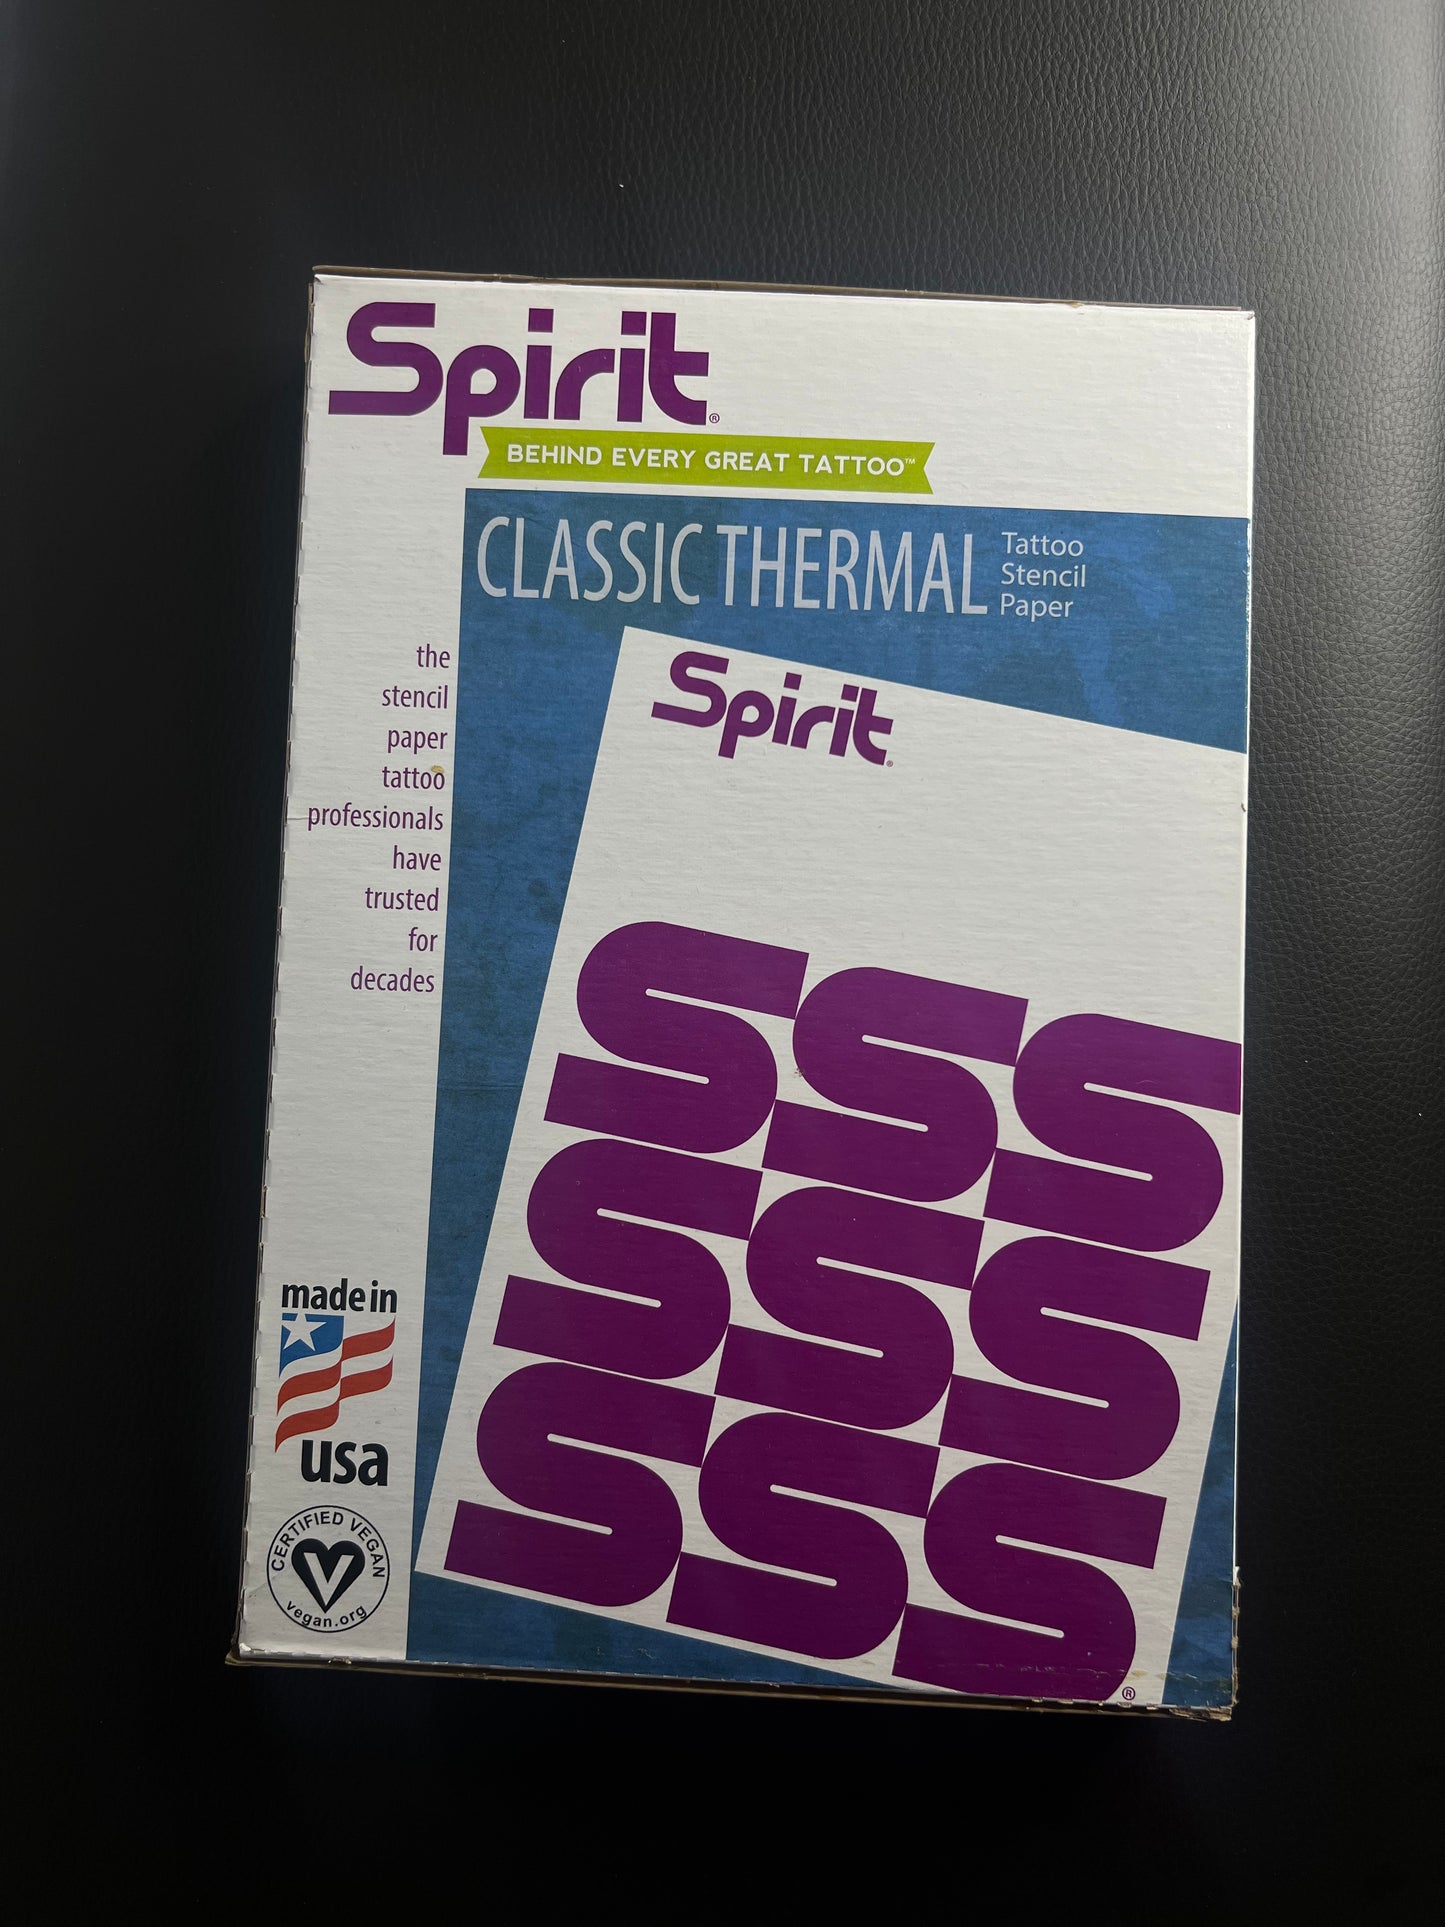 Spirit®
BEHIND EVERY GREAT TATTOO™
CLASSIC THERMAL
Tattoo
Stencil
Paper
the
stencil
paper
tattoo
professionals
have
trusted
for
decades
Spirit®
SSS
SSS
SSS®
made in
usa
CERTIFIED VEGAN
V
vegan.org